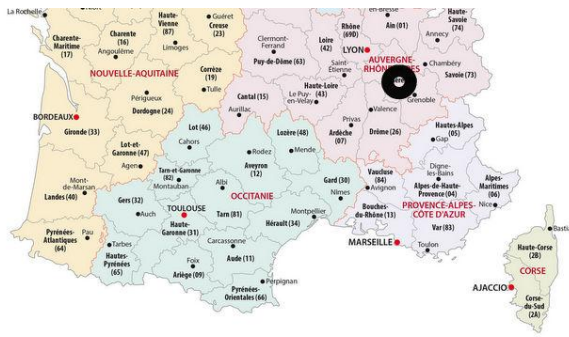 La Rochelle
Haute-
Vienne
(87)
Guéret
Creuse
(23)
en-Bresse
Ain (01)
Haute-
Savoie
(74)
Charente-
Maritime
(17)
Charente
(16)
Angoulême
Limoges
Clermont-
Ferrand
Puy-de-Dôme (63)
Loire
(42)
Rhône
(69D)
LYON
Annecy
NOUVELLE-AQUITAINE
Corrèze
(19)
Tulle
Saint-
Étienne
AUVERGNE-
Chambéry
Savoie (73)
Périgueux
Dordogne (24)
Cantal (15)
Aurillac
Haute-Loire
(43)
Le Puy-
en-Velay
Grenoble
BORDEAUX
Gironde (33)
Privas
Ardèche
(07)
Valence
Drôme (26)
Hautes-Alpes
(05)
Gap
Lot (46)
Cahors
Lozère (48)
Mende
Lot-et-
Garonne
(47)
Agen
Rodez
Aveyron
(12)
Tarn-et-Garonne
(82)
Montauban
Albi
Gard (30)
Nîmes
Vaucluse
(84)
Avignon
Digne-
les-Bains
Alpes-de-Haute-
Provence (04)
Alpes-
Maritimes
(06)
Nice
Mont-
de-Marsan
Landes (40)
Gers (32)
Auch
OCCITANIE
TOULOUSE
Haute-
Garonne (31)
Tarn (81)
Montpellier
Hérault (34)
Bouches-
du-Rhône (13)
PROVENCE-ALPES-
CÔTE D'AZUR
Var (83)
MARSEILLE
Toulon
Pyrénées-
Atlantiques
(64)
Pau
Tarbes
Hautes-
Pyrénées
(65)
Foix
Ariège (09)
Carcassonne
Aude (11)
Perpignan
Pyrénées-
Orientales (66)
Haute-Corse
(2B)
CORSE
AJACCIO
Corse-
du-Sud
(2A)